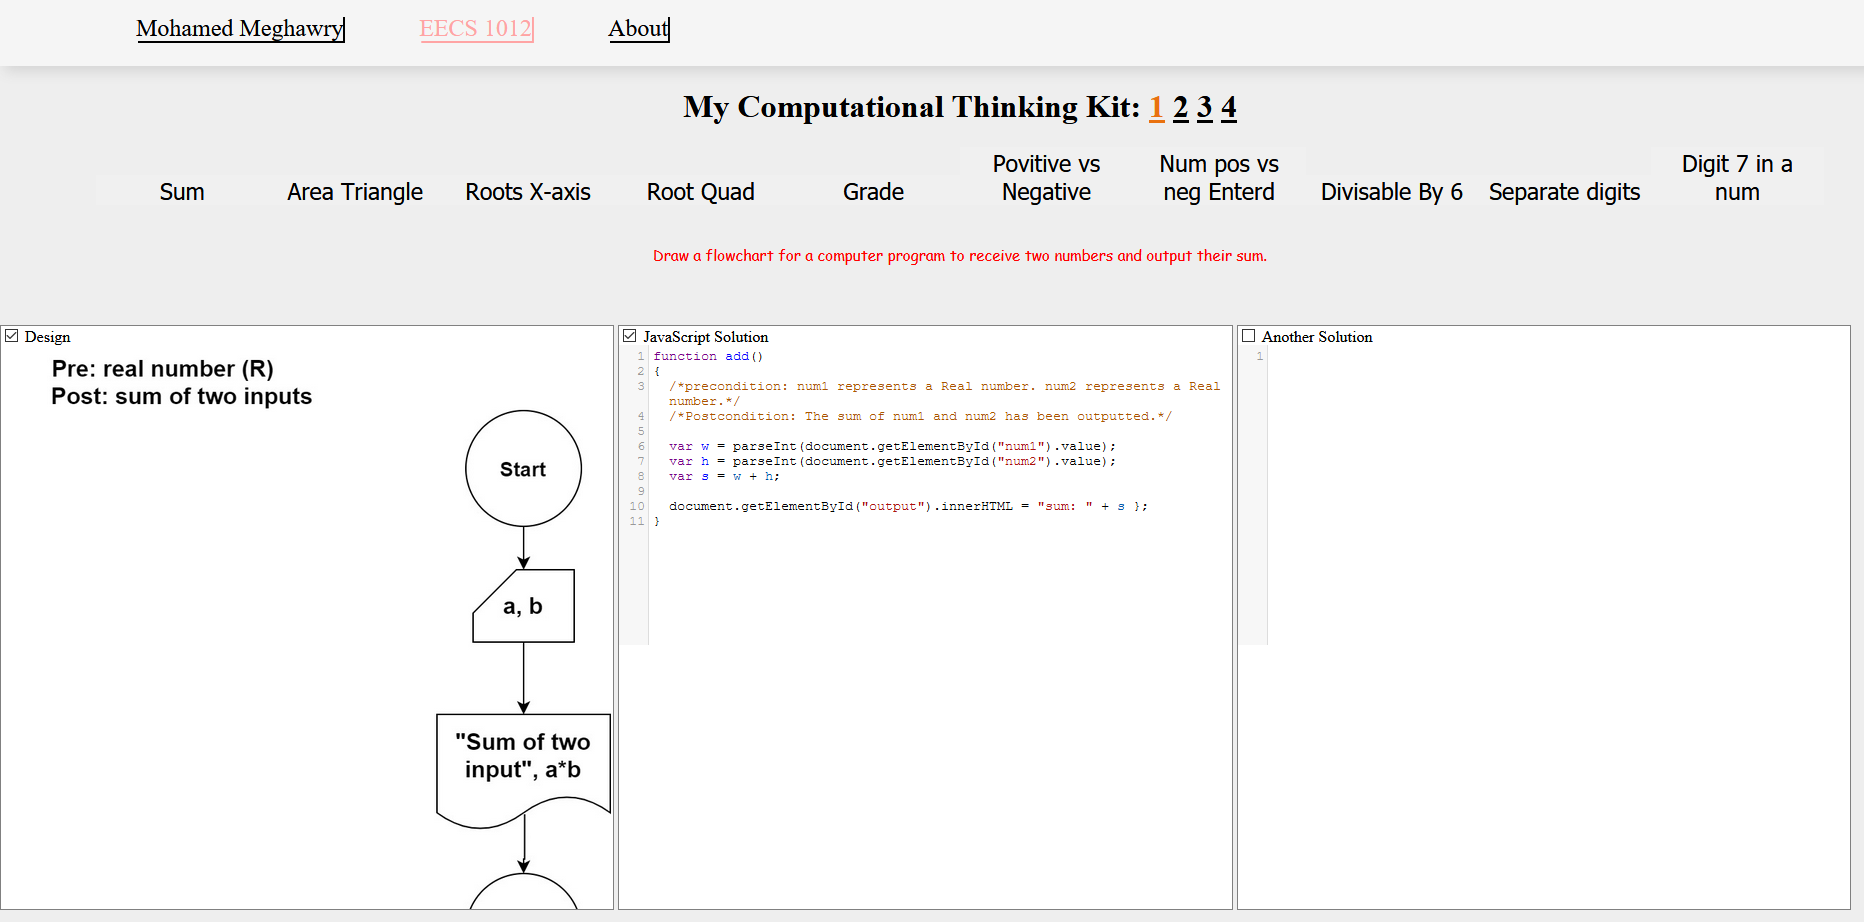 Mohamed Meghawry EECS 1012 About
My Computational Thinking Kit: 1 2 3 4
Sum
Area Triangle
Roots X-axis
Root Quad
Grade
Povitive vs
Negative
Num pos vs
neg Enterd
Divisable By 6
Separate digits
Digit 7 in a
num
Draw a flowchart for a computer program to receive two numbers and output their sum.
Design
Pre: real number (R)
Post: sum of two inputs
Start
a, b
"Sum of two
input", a*b
JavaScript Solution
1 function add()
2 {
3 /*precondition: num1 represents a Real number. num2 represents a Real
number.*/
4 /*Postcondition: The sum of num1 and num2 has been outputted.*/
5
6 var w = parseInt(document.getElementById("num1").value);
7 var h = parseInt(document.getElementById("num2").value);
8 var s = w + h;
9
10 document.getElementById("output").innerHTML = "sum: " + s };
11 }
Another Solution
1